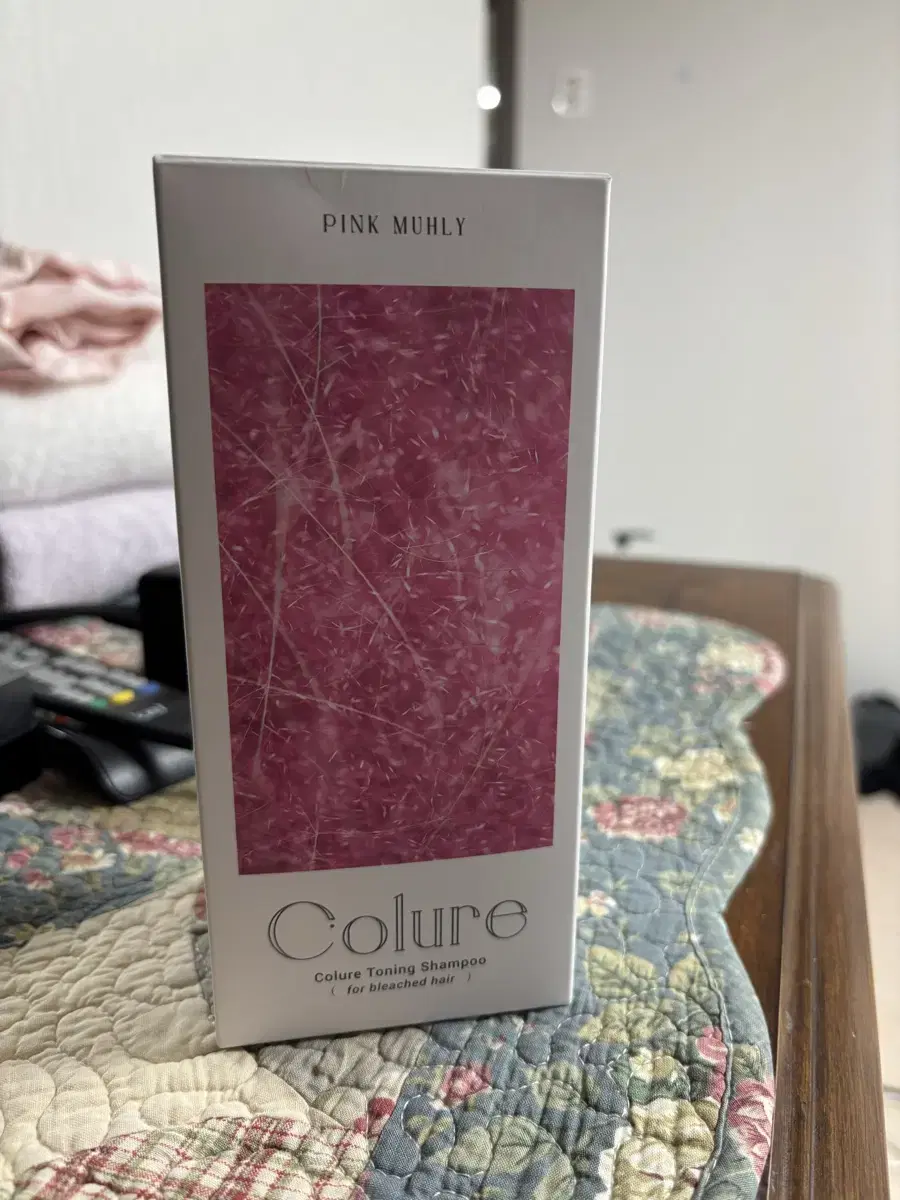 PINK MUHLY
Colure
Colure Toning Shampoo
( for bleached hair )